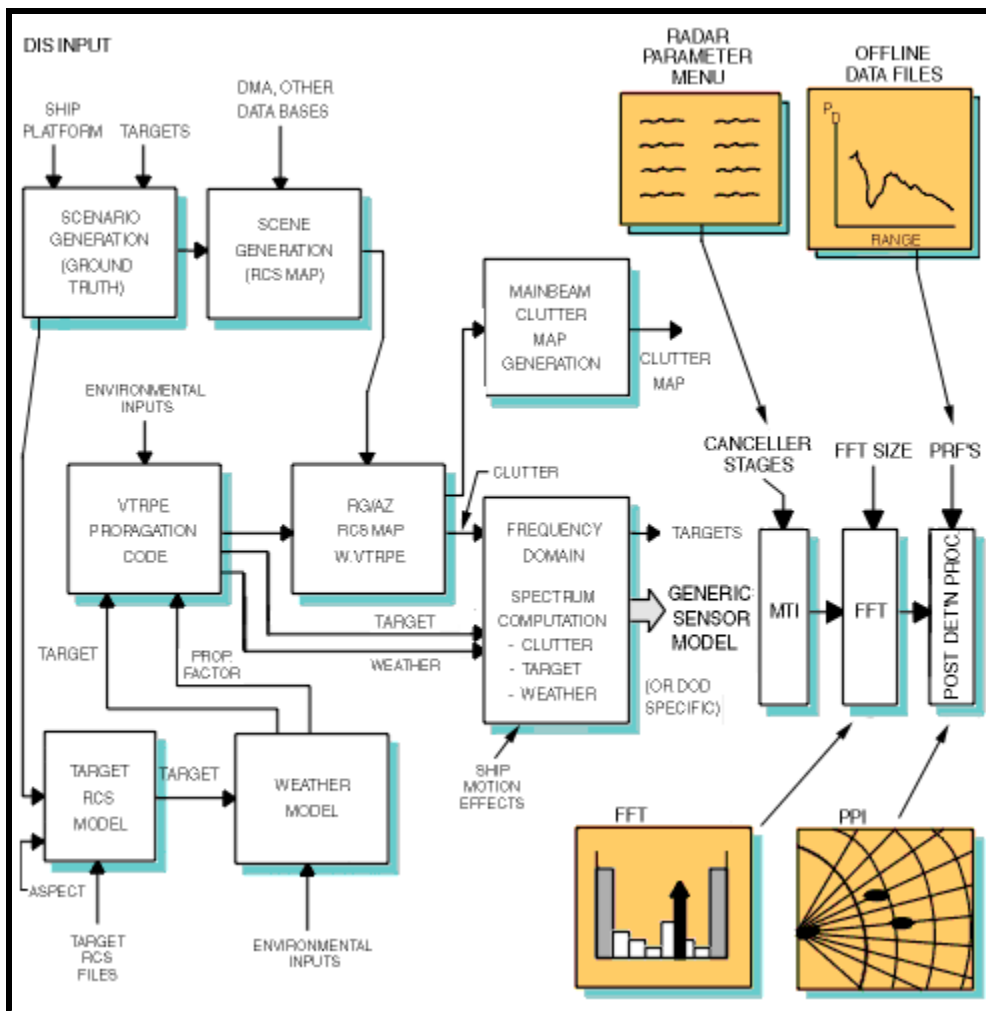 DIS INPUT
RADAR
PARAMETER
MENU
OFFLINE
DATA FILES
SHIP
PLATFORM
TARGETS
DMA, OTHER
DATA BASES
P
D
RANGE
SCENARIO
GENERATION
(GROUND
TRUTH)
SCENE
GENERATION
(RCS MAP)
MAINBEAM
CLUTTER
MAP
GENERATION
CLUTTER
MAP
ENVIRONMENTAL
INPUTS
CANCELLER
STAGES
FFT SIZE
PRF'S
VTRPE
PROPAGATION
CODE
RG/AZ
RCS MAP
W.VTRPE
CLUTTER
FREQUENCY
DOMAIN
SPECTRUM
COMPUTATION
- CLUTTER
- TARGET
- WEATHER
TARGETS
GENERIC
SENSOR
MODEL
(OR DOD
SPECIFIC)
MTI
FFT
POST DET'N PROC.
TARGET
WEATHER
TARGET
PROP.
FACTOR
TARGET
RCS
MODEL
TARGET
WEATHER
MODEL
SHIP
MOTION
EFFECTS
ASPECT
TARGET
RCS
FILES
ENVIRONMENTAL
INPUTS
FFT
PPI